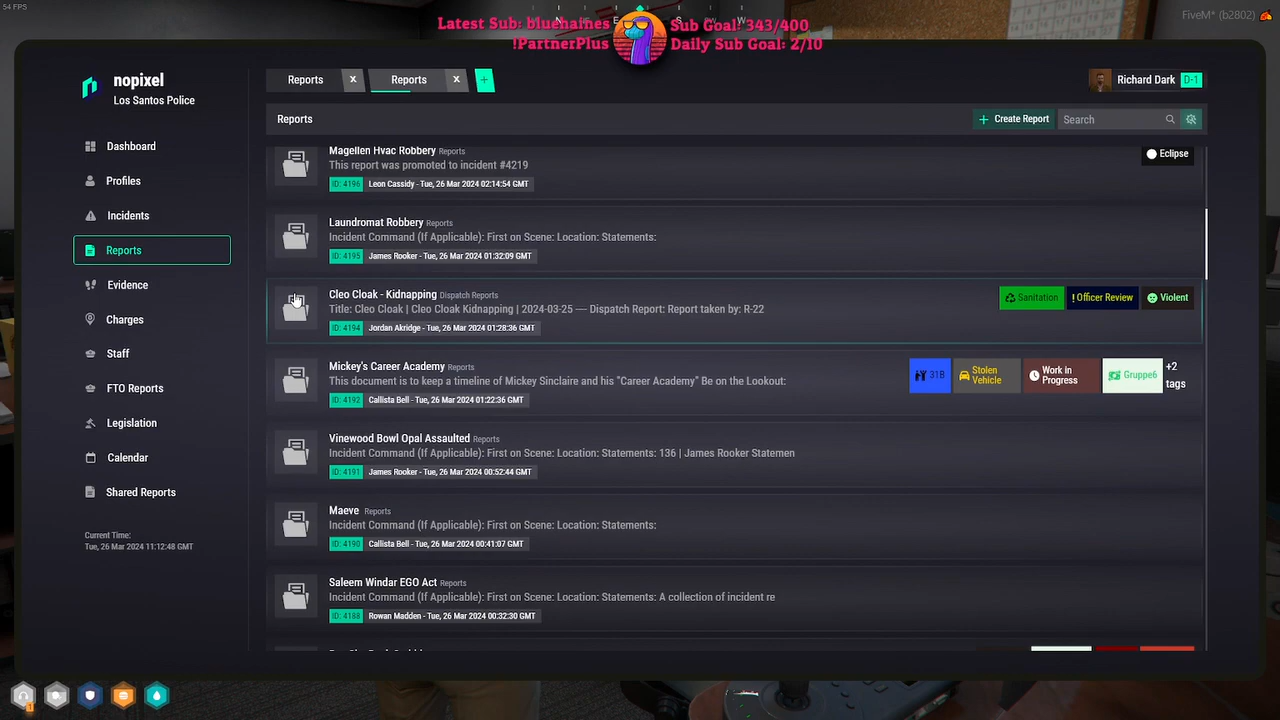 54 FPS
N
E
S
W
FiveM* (b2802)
Latest Sub: bluehaines
Sub Goal: 343/400
!PartnerPlus
Daily Sub Goal: 2/10
nopixel
Los Santos Police
Reports x
Reports x
+
Richard Dark D-1
Reports
+ Create Report
Search
Dashboard
Profiles
Incidents
Reports
Evidence
Charges
Staff
FTO Reports
Legislation
Calendar
Shared Reports
Current Time:
Tue, 26 Mar 2024 11:12:48 GMT
Magellen Hvac Robbery Reports
This report was promoted to incident #4219
ID: 4196 Leon Cassidy - Tue, 26 Mar 2024 02:14:54 GMT
Eclipse
Laundromat Robbery Reports
Incident Command (If Applicable): First on Scene: Location: Statements:
ID: 4195 James Rooker - Tue, 26 Mar 2024 01:32:09 GMT
Cleo Cloak - Kidnapping Dispatch Reports
Title: Cleo Cloak | Cleo Cloak Kidnapping | 2024-03-25 — Dispatch Report: Report taken by: R-22
ID: 4194 Jordan Akridge - Tue, 26 Mar 2024 01:28:36 GMT
Sanitation
! Officer Review
Violent
Mickey's Career Academy Reports
This document is to keep a timeline of Mickey Sinclaire and his "Career Academy" Be on the Lookout:
ID: 4192 Callista Bell - Tue, 26 Mar 2024 01:22:36 GMT
31B
Stolen
Vehicle
Work in
Progress
Gruppe6
+2
tags
Vinewood Bowl Opal Assaulted Reports
Incident Command (If Applicable): First on Scene: Location: Statements: 136 | James Rooker Statemen
ID: 4191 James Rooker - Tue, 26 Mar 2024 00:52:44 GMT
Maeve Reports
Incident Command (If Applicable): First on Scene: Location: Statements:
ID: 4190 Callista Bell - Tue, 26 Mar 2024 00:41:07 GMT
Saleem Windar EGO Act Reports
Incident Command (If Applicable): First on Scene: Location: Statements: A collection of incident re
ID: 4188 Rowan Madden - Tue, 26 Mar 2024 00:32:30 GMT